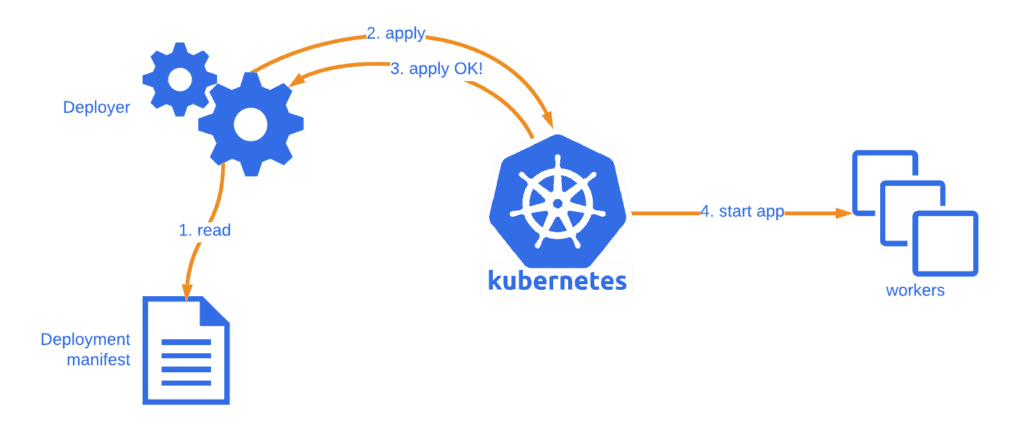 2. apply
3. apply OK!
Deployer
1. read
4. start app
kubernetes
workers
Deployment
manifest